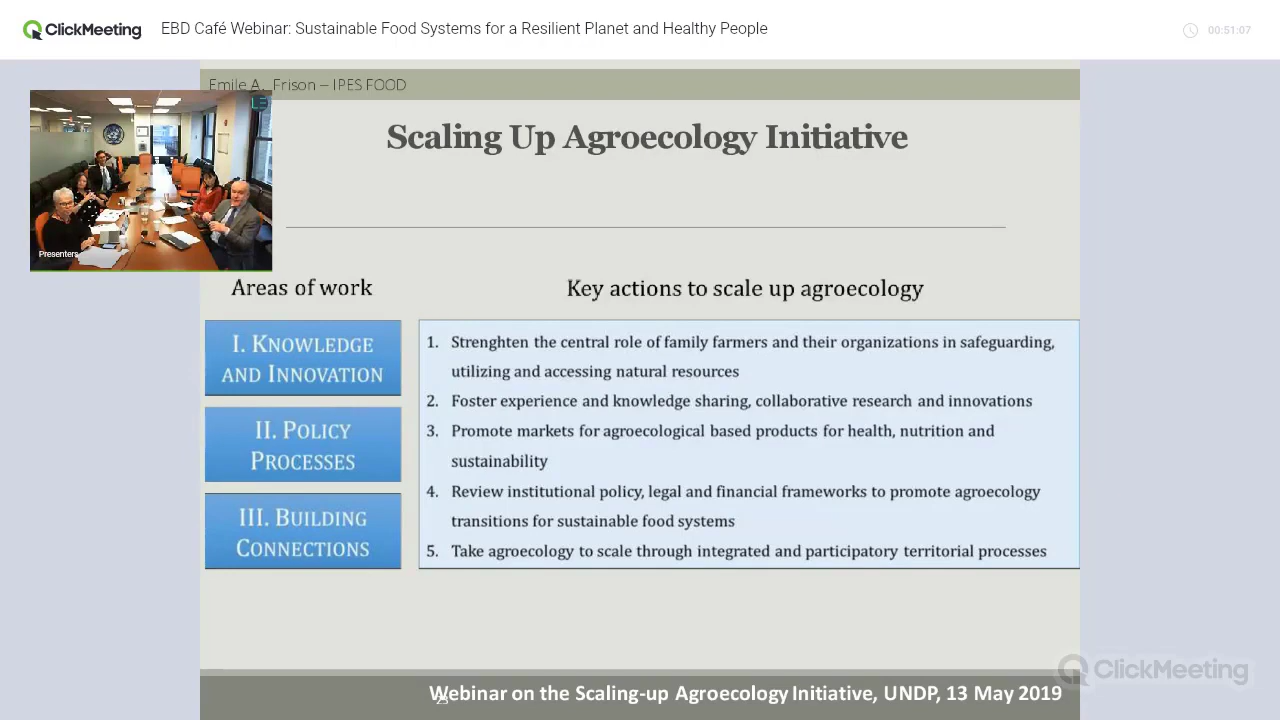 ClickMeeting
EBD Café Webinar: Sustainable Food Systems for a Resilient Planet and Healthy People
00:51:07
Emile A. Frison – IPES FOOD
Scaling Up Agroecology Initiative
Presenters
Areas of work
Key actions to scale up agroecology
I. KNOWLEDGE
AND INNOVATION
II. POLICY
PROCESSES
III. BUILDING
CONNECTIONS
1. Strenghten the central role of family farmers and their organizations in safeguarding,
utilizing and accessing natural resources
2. Foster experience and knowledge sharing, collaborative research and innovations
3. Promote markets for agroecological based products for health, nutrition and
sustainability
4. Review institutional policy, legal and financial frameworks to promote agroecology
transitions for sustainable food systems
5. Take agroecology to scale through integrated and participatory territorial processes
ClickMeeting
Webinar on the Scaling-up Agroecology Initiative, UNDP, 13 May 2019